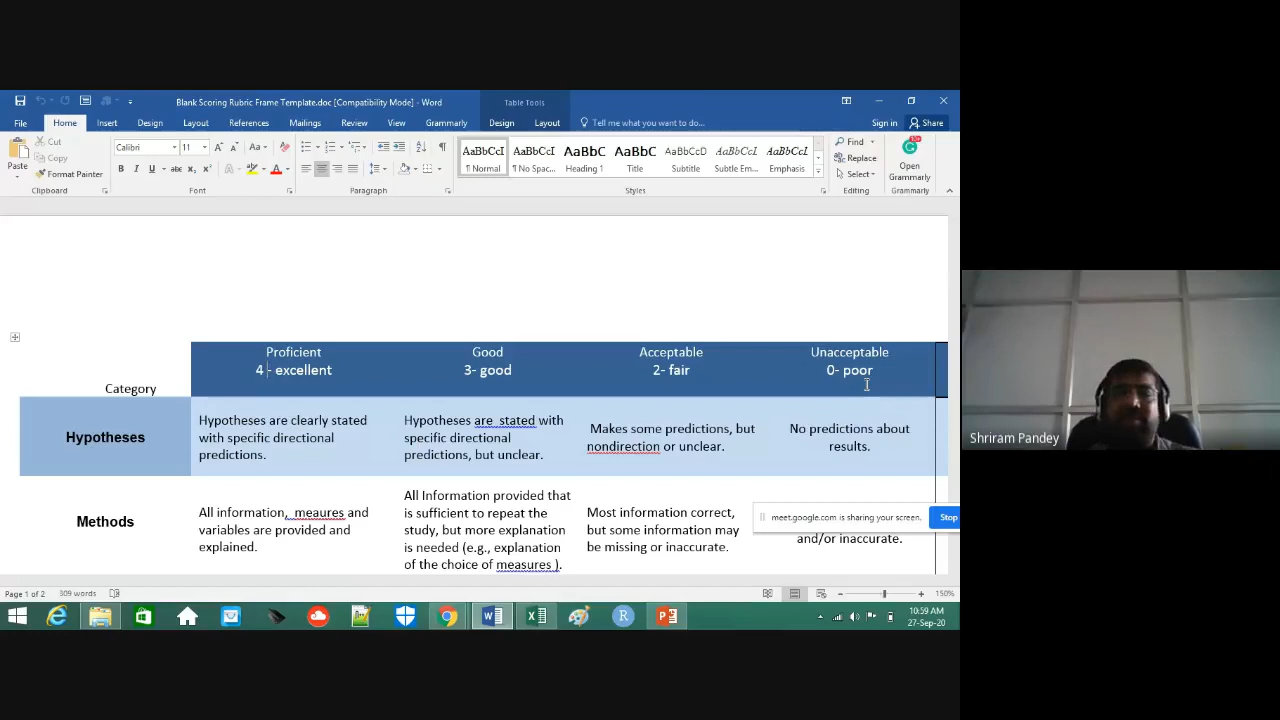 Blank Scoring Rubric Frame Template.doc [Compatibility Mode] - Word
Table Tools
File Home Insert Design Layout References Mailings Review View Grammarly Design Layout Tell me what you want to do... Sign in Share
Cut
Copy
Format Painter
Paste
Clipboard
Calibri 11
Font
Paragraph
AaBbCcI AaBbCcI AaBbC AaBbC AaBbCcD AaBbCcI AaBbCcI
¶ Normal ¶ No Spac... Heading 1 Title Subtitle Subtle Em... Emphasis
Styles
Find
Replace
Select
Editing
Open
Grammarly
Grammarly
Category
Proficient
4 - excellent
Good
3- good
Acceptable
2- fair
Unacceptable
0- poor
Hypotheses
Hypotheses are clearly stated
with specific directional
predictions.
Hypotheses are stated with
specific directional
predictions, but unclear.
Makes some predictions, but
nondirection or unclear.
No predictions about
results.
Methods
All information, meaures and
variables are provided and
explained.
All Information provided that
is sufficient to repeat the
study, but more explanation
is needed (e.g., explanation
of the choice of measures ).
Most information correct,
but some information may
be missing or inaccurate.
and/or inaccurate.
meet.google.com is sharing your screen.
Stop
Shriram Pandey
Page 1 of 2 309 words
150%
10:59 AM
27-Sep-20